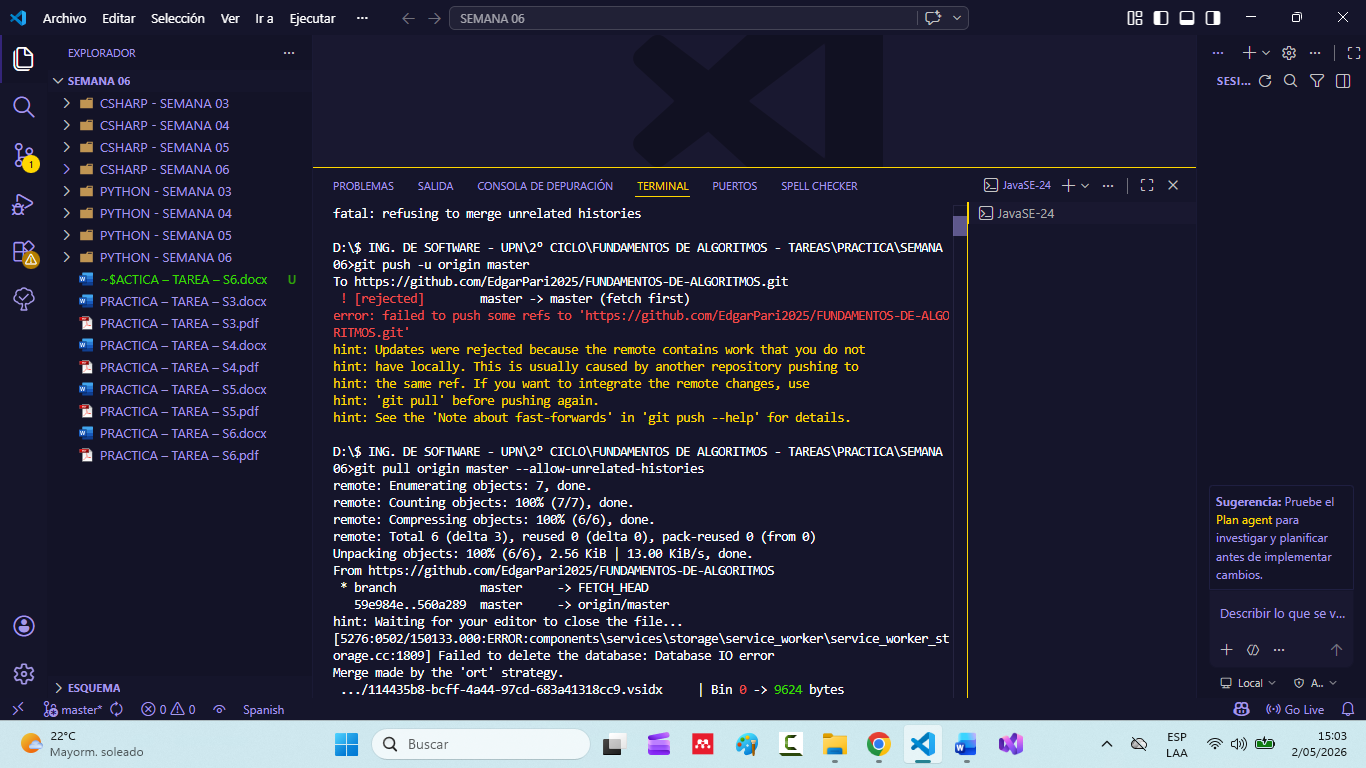 Archivo Editar Selección Ver Ir a Ejecutar ···
SEMANA 06
EXPLORADOR
SEMANA 06
CSHARP - SEMANA 03
CSHARP - SEMANA 04
CSHARP - SEMANA 05
CSHARP - SEMANA 06
PYTHON - SEMANA 03
PYTHON - SEMANA 04
PYTHON - SEMANA 05
PYTHON - SEMANA 06
~$ACTICA – TAREA – S6.docx U
PRACTICA – TAREA – S3.docx
PRACTICA – TAREA – S3.pdf
PRACTICA – TAREA – S4.docx
PRACTICA – TAREA – S4.pdf
PRACTICA – TAREA – S5.docx
PRACTICA – TAREA – S5.pdf
PRACTICA – TAREA – S6.docx
PRACTICA – TAREA – S6.pdf
ESQUEMA
1
PROBLEMAS SALIDA CONSOLA DE DEPURACIÓN TERMINAL PUERTOS SPELL CHECKER
JavaSE-24
JavaSE-24
fatal: refusing to merge unrelated histories
D:\$ ING. DE SOFTWARE - UPN\2º CICLO\FUNDAMENTOS DE ALGORITMOS - TAREAS\PRACTICA\SEMANA
06>git push -u origin master
To https://github.com/EdgarPari2025/FUNDAMENTOS-DE-ALGORITMOS.git
! [rejected] master -> master (fetch first)
error: failed to push some refs to 'https://github.com/EdgarPari2025/FUNDAMENTOS-DE-ALGO
RITMOS.git'
hint: Updates were rejected because the remote contains work that you do not
hint: have locally. This is usually caused by another repository pushing to
hint: the same ref. If you want to integrate the remote changes, use
hint: 'git pull' before pushing again.
hint: See the 'Note about fast-forwards' in 'git push --help' for details.
D:\$ ING. DE SOFTWARE - UPN\2º CICLO\FUNDAMENTOS DE ALGORITMOS - TAREAS\PRACTICA\SEMANA
06>git pull origin master --allow-unrelated-histories
remote: Enumerating objects: 7, done.
remote: Counting objects: 100% (7/7), done.
remote: Compressing objects: 100% (6/6), done.
remote: Total 6 (delta 3), reused 0 (delta 0), pack-reused 0 (from 0)
Unpacking objects: 100% (6/6), 2.56 KiB | 13.00 KiB/s, done.
From https://github.com/EdgarPari2025/FUNDAMENTOS-DE-ALGORITMOS
* branch master -> FETCH_HEAD
59e984e..560a289 master -> origin/master
hint: Waiting for your editor to close the file...
[5276:0502/150133.000:ERROR:components\services\storage\service_worker\service_worker_st
orage.cc:1809] Failed to delete the database: Database IO error
Merge made by the 'ort' strategy.
.../114435b8-bcff-4a44-97cd-683a41318cc9.vsidx | Bin 0 -> 9624 bytes
SESI...
Sugerencia: Pruebe el
Plan agent para
investigar y planificar
antes de implementar
cambios.
Describir lo que se v...
Local A..
master* 0 0 Spanish
Go Live
22°C
Mayorm. soleado
Buscar
ESP
LAA
15:03
2/05/2026